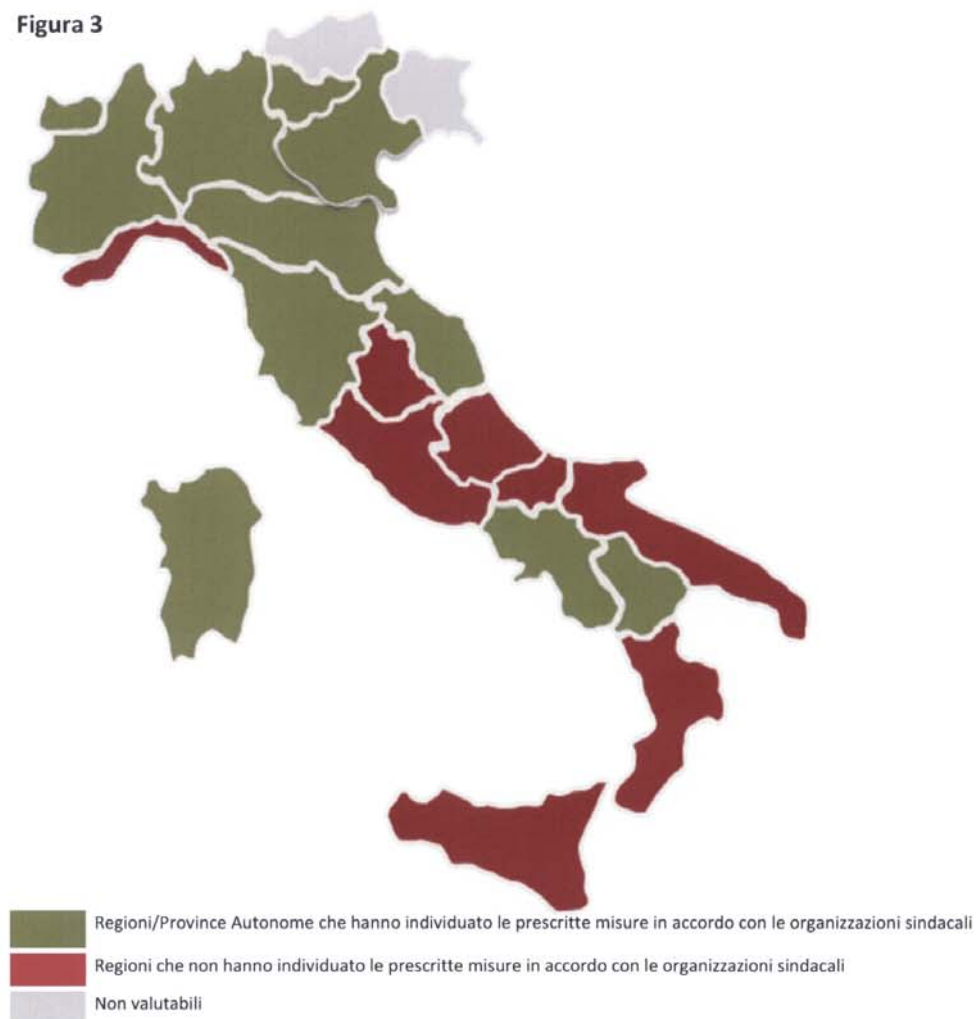 Figura 3
Regioni/Province Autonome che hanno individuato le prescritte misure in accordo con le organizzazioni sindacali
Regioni che non hanno individuato le prescritte misure in accordo con le organizzazioni sindacali
Non valutabili